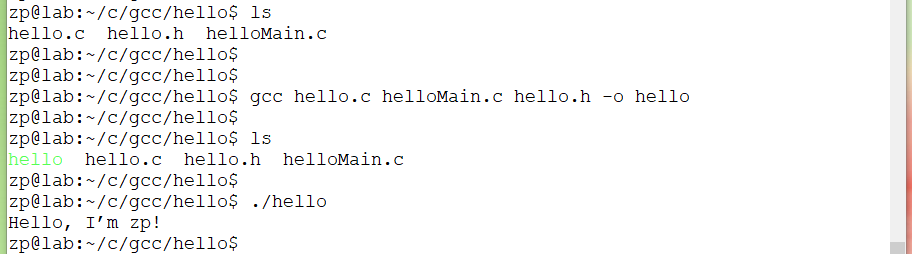 zp@lab:~/c/gcc/hello$ ls
hello.c  hello.h  helloMain.c
zp@lab:~/c/gcc/hello$
zp@lab:~/c/gcc/hello$
zp@lab:~/c/gcc/hello$ gcc hello.c helloMain.c hello.h -o hello
zp@lab:~/c/gcc/hello$
zp@lab:~/c/gcc/hello$ ls
hello  hello.c  hello.h  helloMain.c
zp@lab:~/c/gcc/hello$
zp@lab:~/c/gcc/hello$ ./hello
Hello, I’m zp!
zp@lab:~/c/gcc/hello$